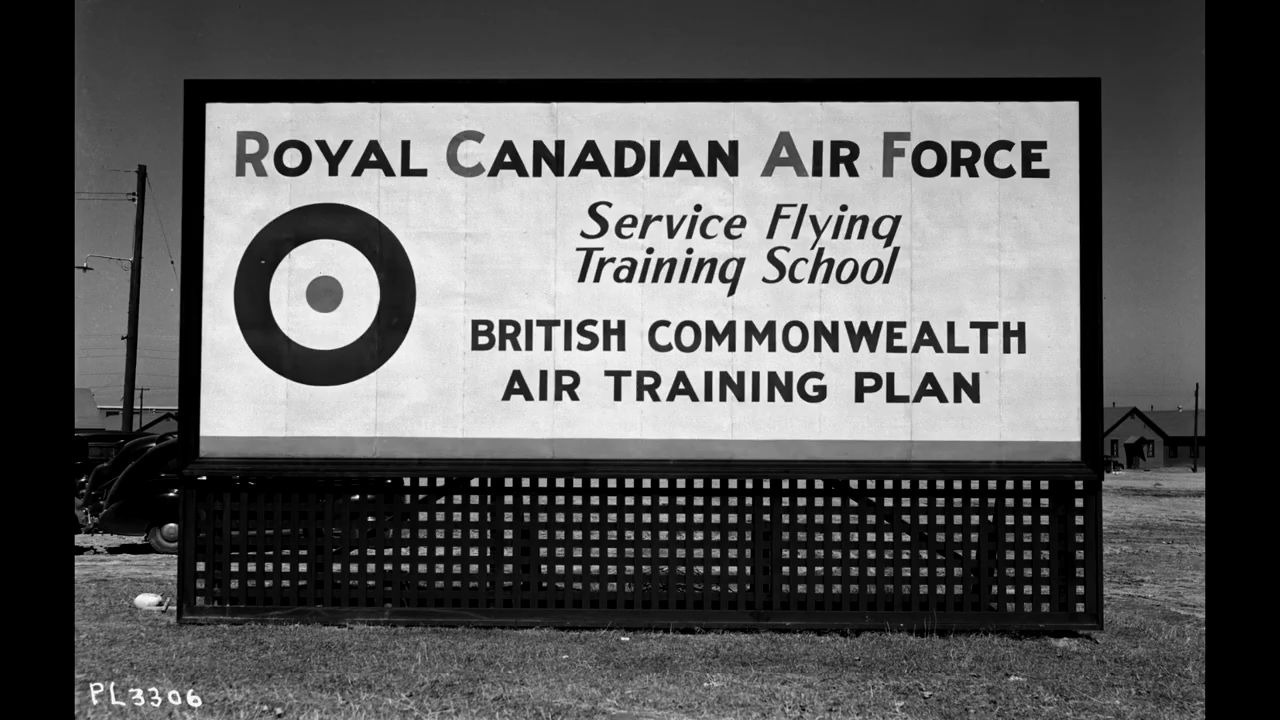 ROYAL CANADIAN AIR FORCE
Service Flying
Training School
BRITISH COMMONWEALTH
AIR TRAINING PLAN
PL3306